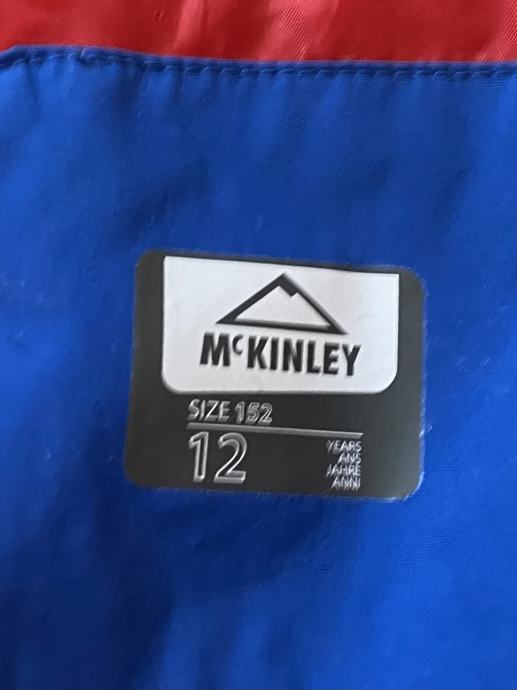 McKINLEY
SIZE 152
12
YEARS
ANS
JAHRE
ANNI